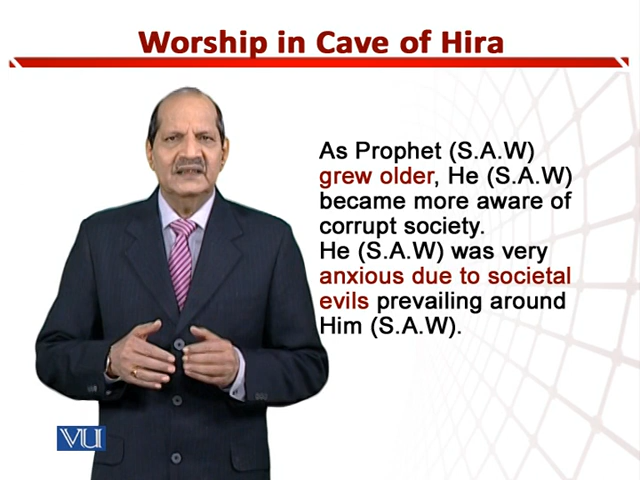 Worship in Cave of Hira
As Prophet (S.A.W)
grew older, He (S.A.W)
became more aware of
corrupt society.
He (S.A.W) was very
anxious due to societal
evils prevailing around
Him (S.A.W).
VU